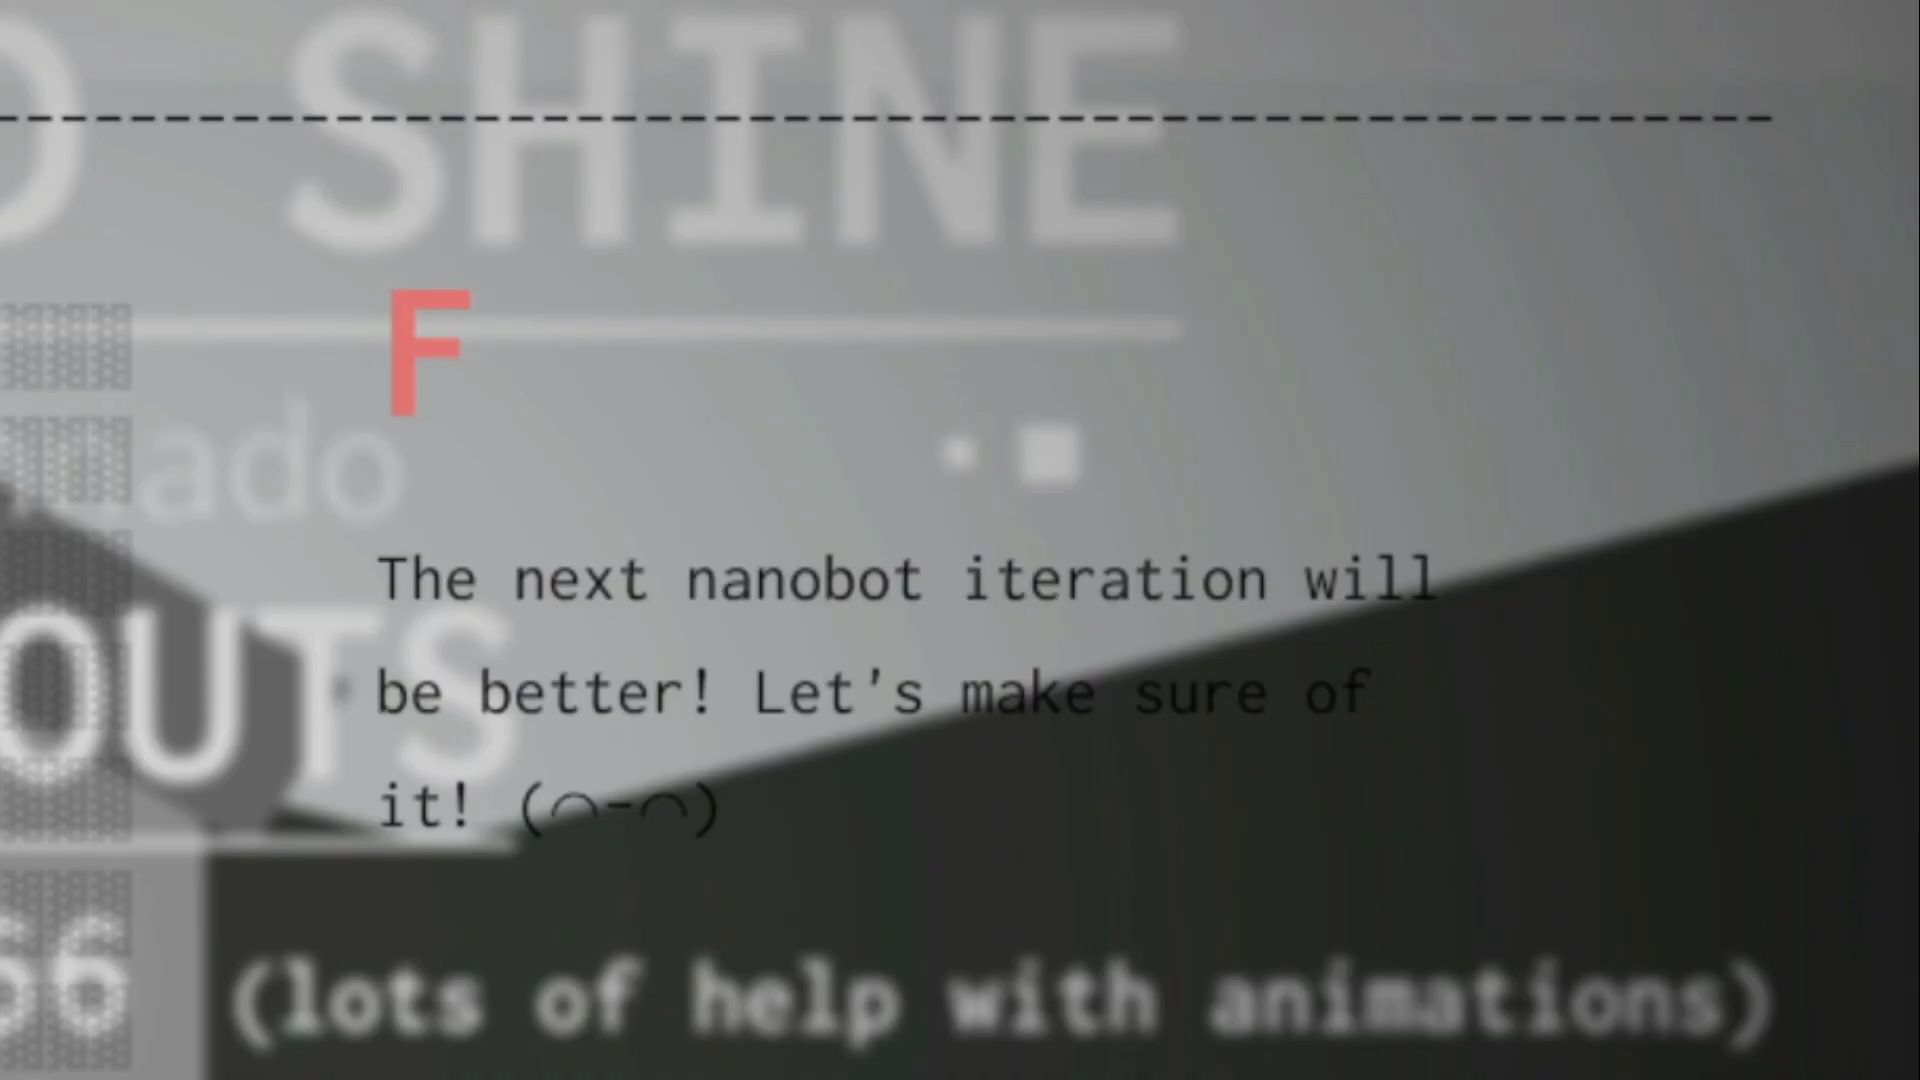 SHINE
F
ado
The next nanobot iteration will
be better! Let's make sure of
OUTS
it! (◠-◠)
66
(lots of help with animations)